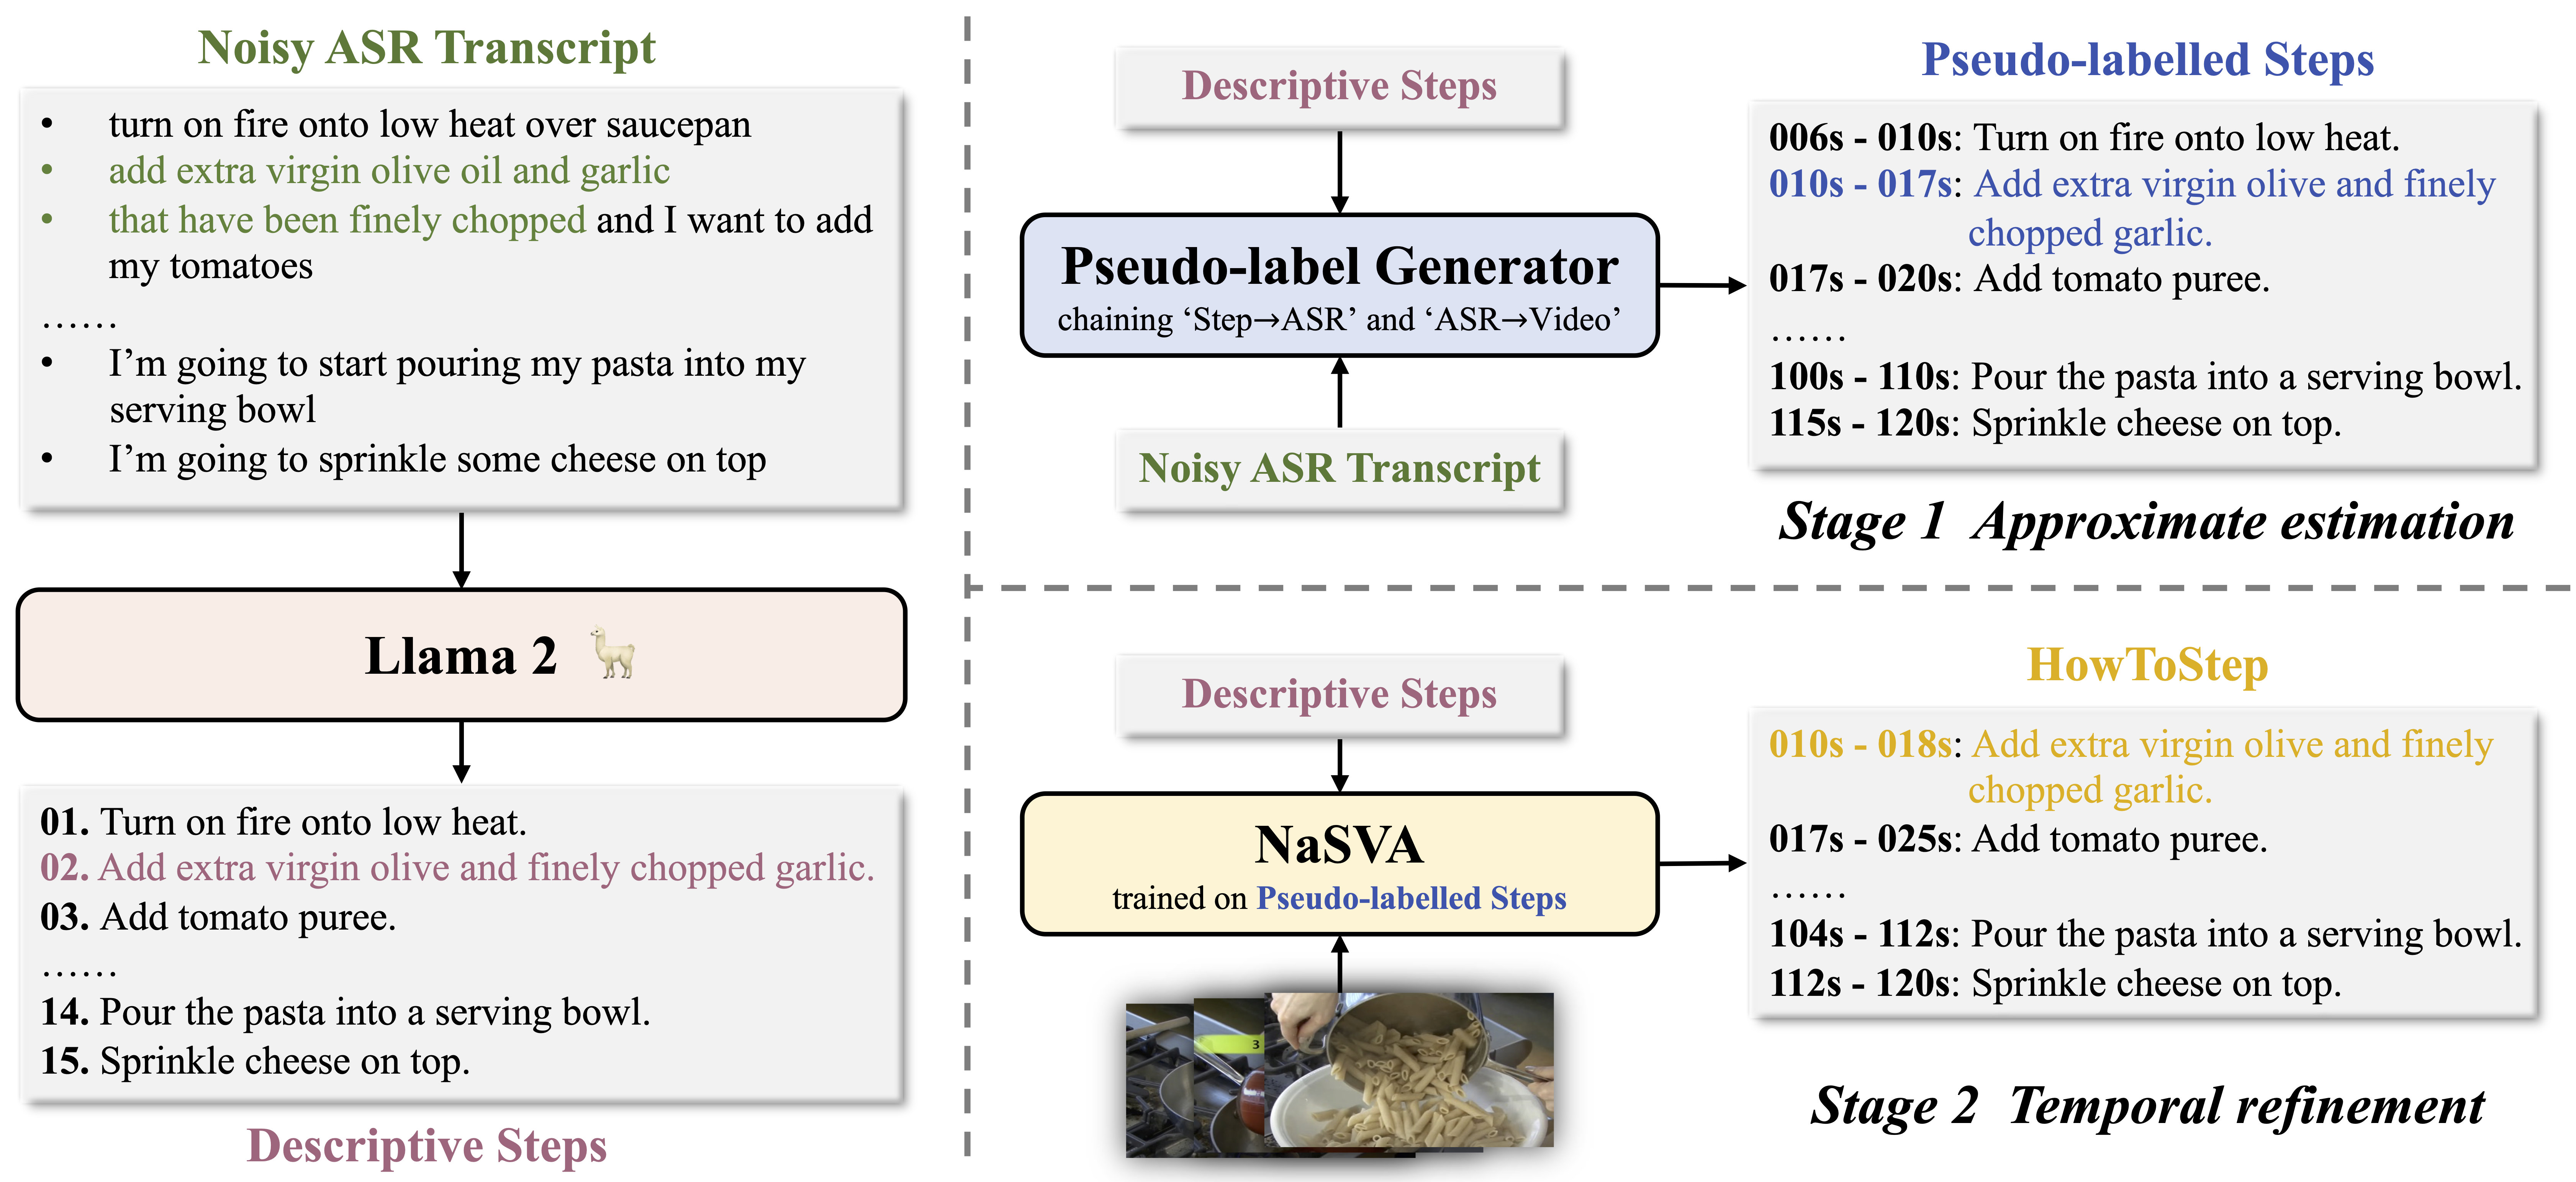 Noisy ASR Transcript
• turn on fire onto low heat over saucepan
• add extra virgin olive oil and garlic
• that have been finely chopped and I want to add
my tomatoes
……
• I'm going to start pouring my pasta into my
serving bowl
• I'm going to sprinkle some cheese on top
Llama 2
01. Turn on fire onto low heat.
02. Add extra virgin olive and finely chopped garlic.
03. Add tomato puree.
……
14. Pour the pasta into a serving bowl.
15. Sprinkle cheese on top.
Descriptive Steps
Descriptive Steps
Pseudo-label Generator
chaining ‘Step→ASR’ and ‘ASR→Video’
Noisy ASR Transcript
Pseudo-labelled Steps
006s - 010s: Turn on fire onto low heat.
010s - 017s: Add extra virgin olive and finely
chopped garlic.
017s - 020s: Add tomato puree.
……
100s - 110s: Pour the pasta into a serving bowl.
115s - 120s: Sprinkle cheese on top.
Stage 1 Approximate estimation
Descriptive Steps
NaSVA
trained on Pseudo-labelled Steps
3
HowToStep
010s - 018s: Add extra virgin olive and finely
chopped garlic.
017s - 025s: Add tomato puree.
……
104s - 112s: Pour the pasta into a serving bowl.
112s - 120s: Sprinkle cheese on top.
Stage 2 Temporal refinement